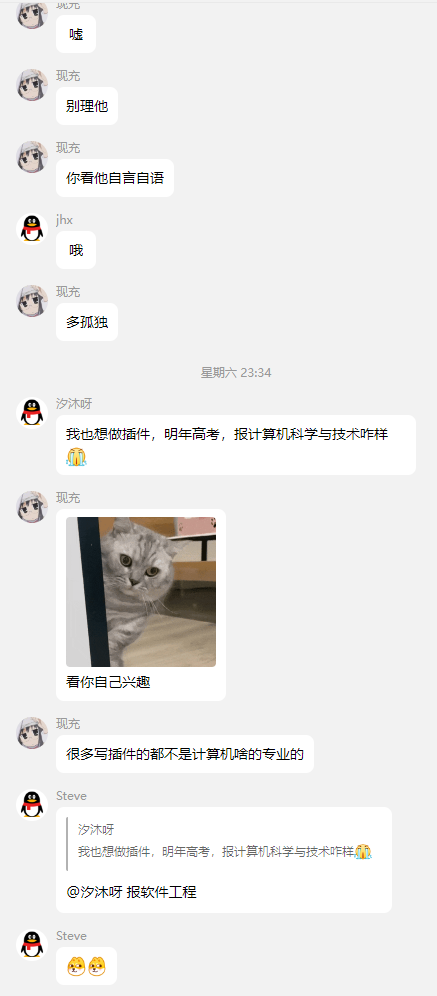 现充
嘘
现充
别理他
现充
你看他自言自语
jhx
哦
现充
多孤独
星期六 23:34
汐沐呀
我也想做插件，明年高考，报计算机科学与技术咋样
😭
现充
看你自己兴趣
现充
很多写插件的都不是计算机啥的专业的
Steve
汐沐呀
我也想做插件，明年高考，报计算机科学与技术咋样😭
@汐沐呀 报软件工程
Steve